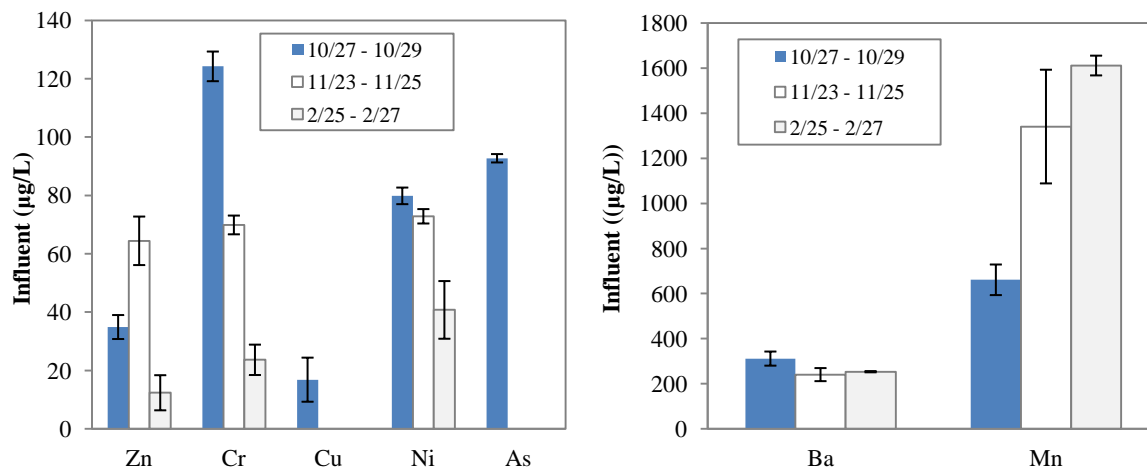 140
120
100
80
60
40
20
0
Influent (µg/L)
10/27 - 10/29
11/23 - 11/25
2/25 - 2/27
Zn Cr Cu Ni As
1800
1600
1400
1200
1000
800
600
400
200
0
Influent ((µg/L))
10/27 - 10/29
11/23 - 11/25
2/25 - 2/27
Ba Mn